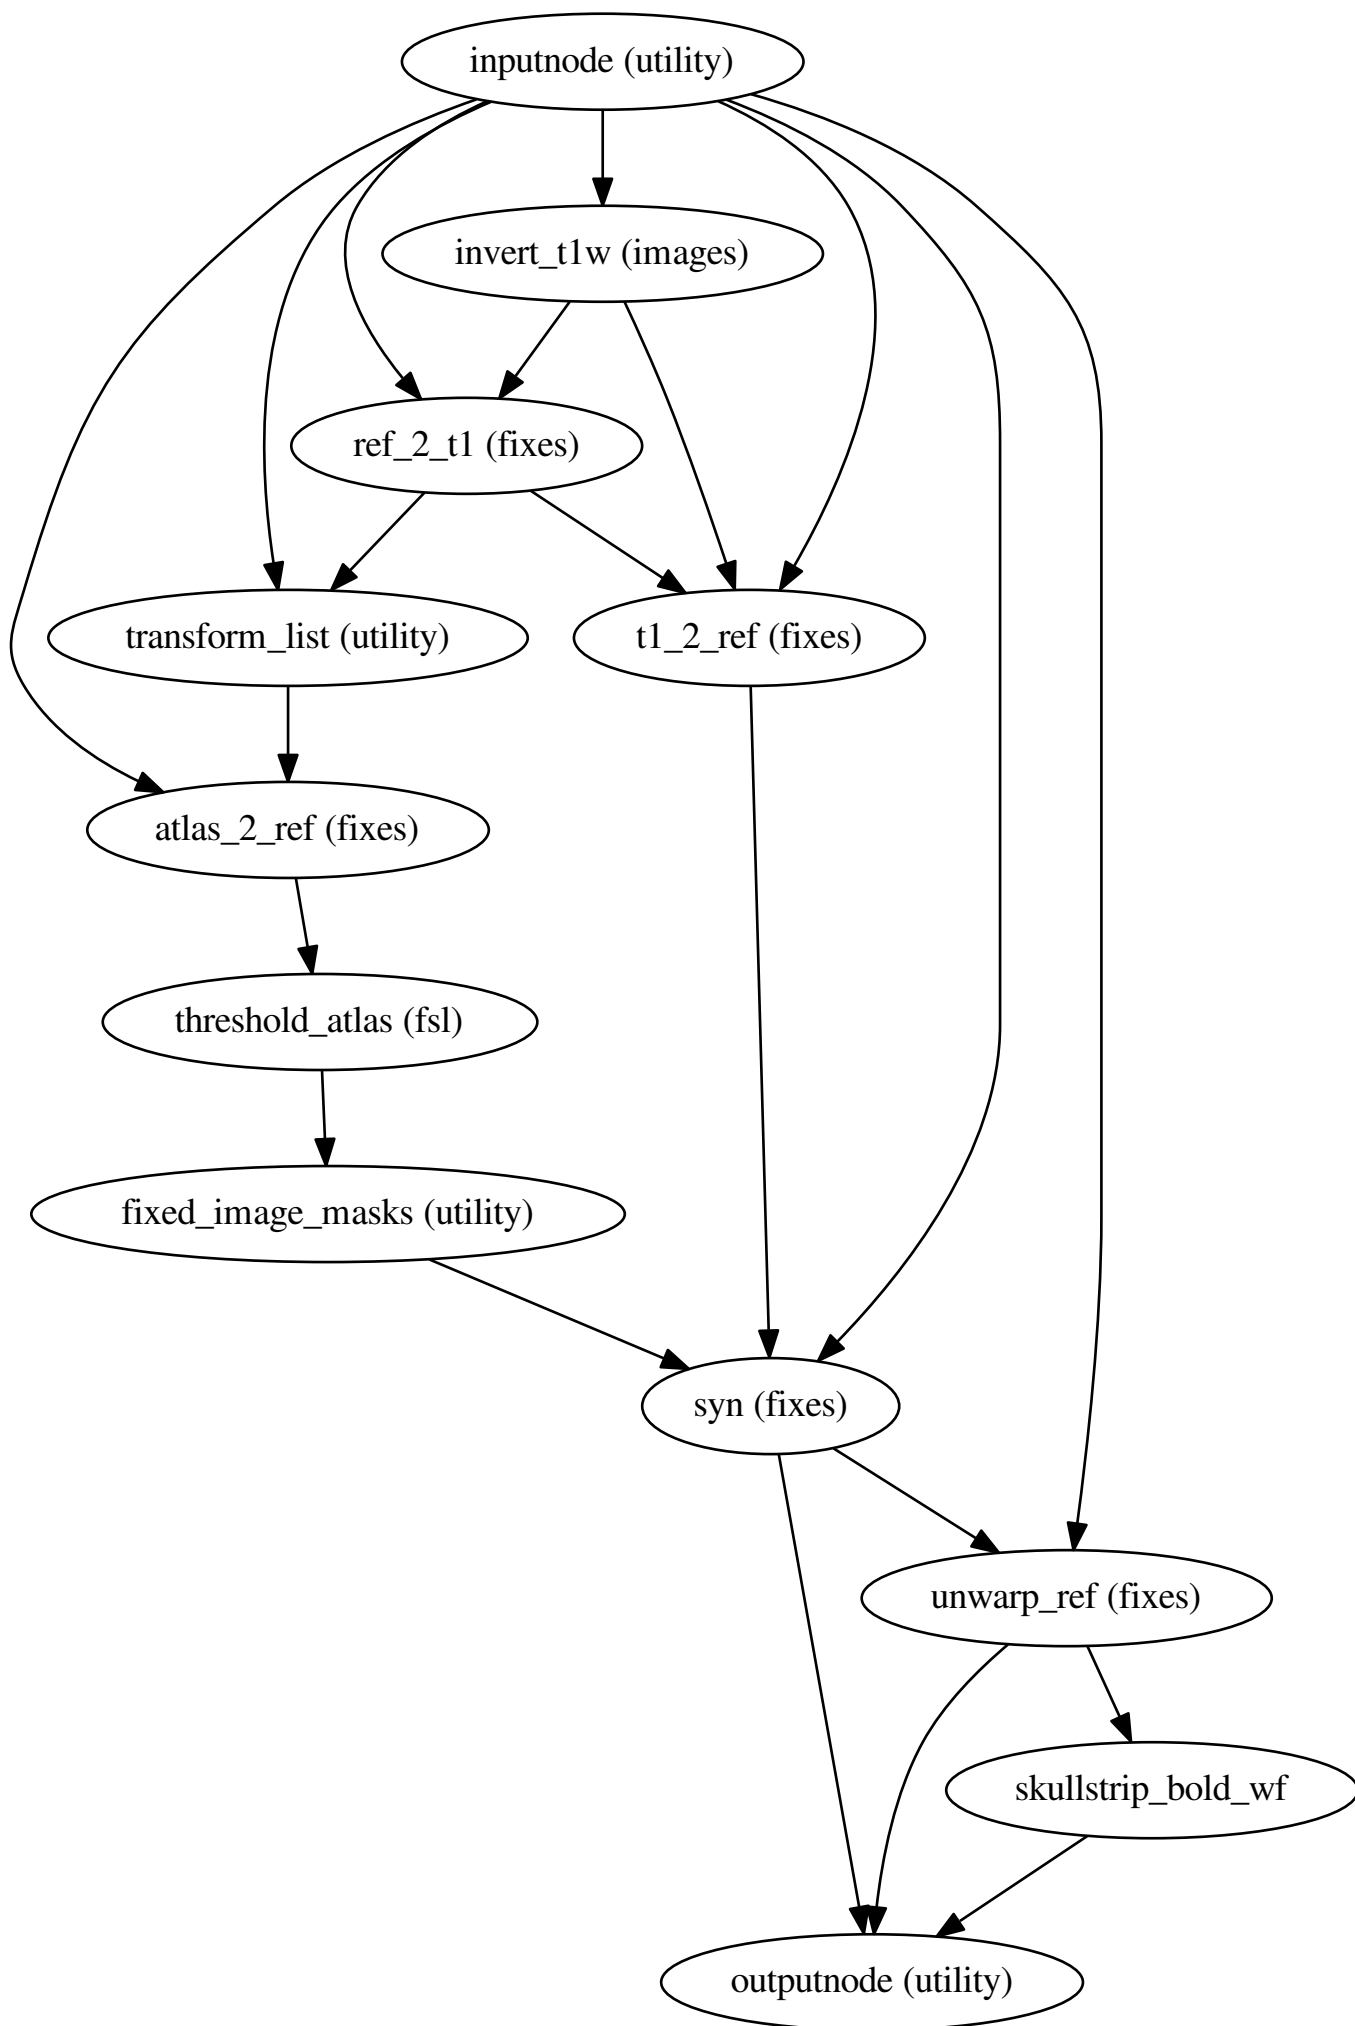 inputnode (utility)
invert_t1w (images)
ref_2_t1 (fixes)
transform_list (utility)
t1_2_ref (fixes)
atlas_2_ref (fixes)
threshold_atlas (fsl)
fixed_image_masks (utility)
syn (fixes)
unwarp_ref (fixes)
skullstrip_bold_wf
outputnode (utility)